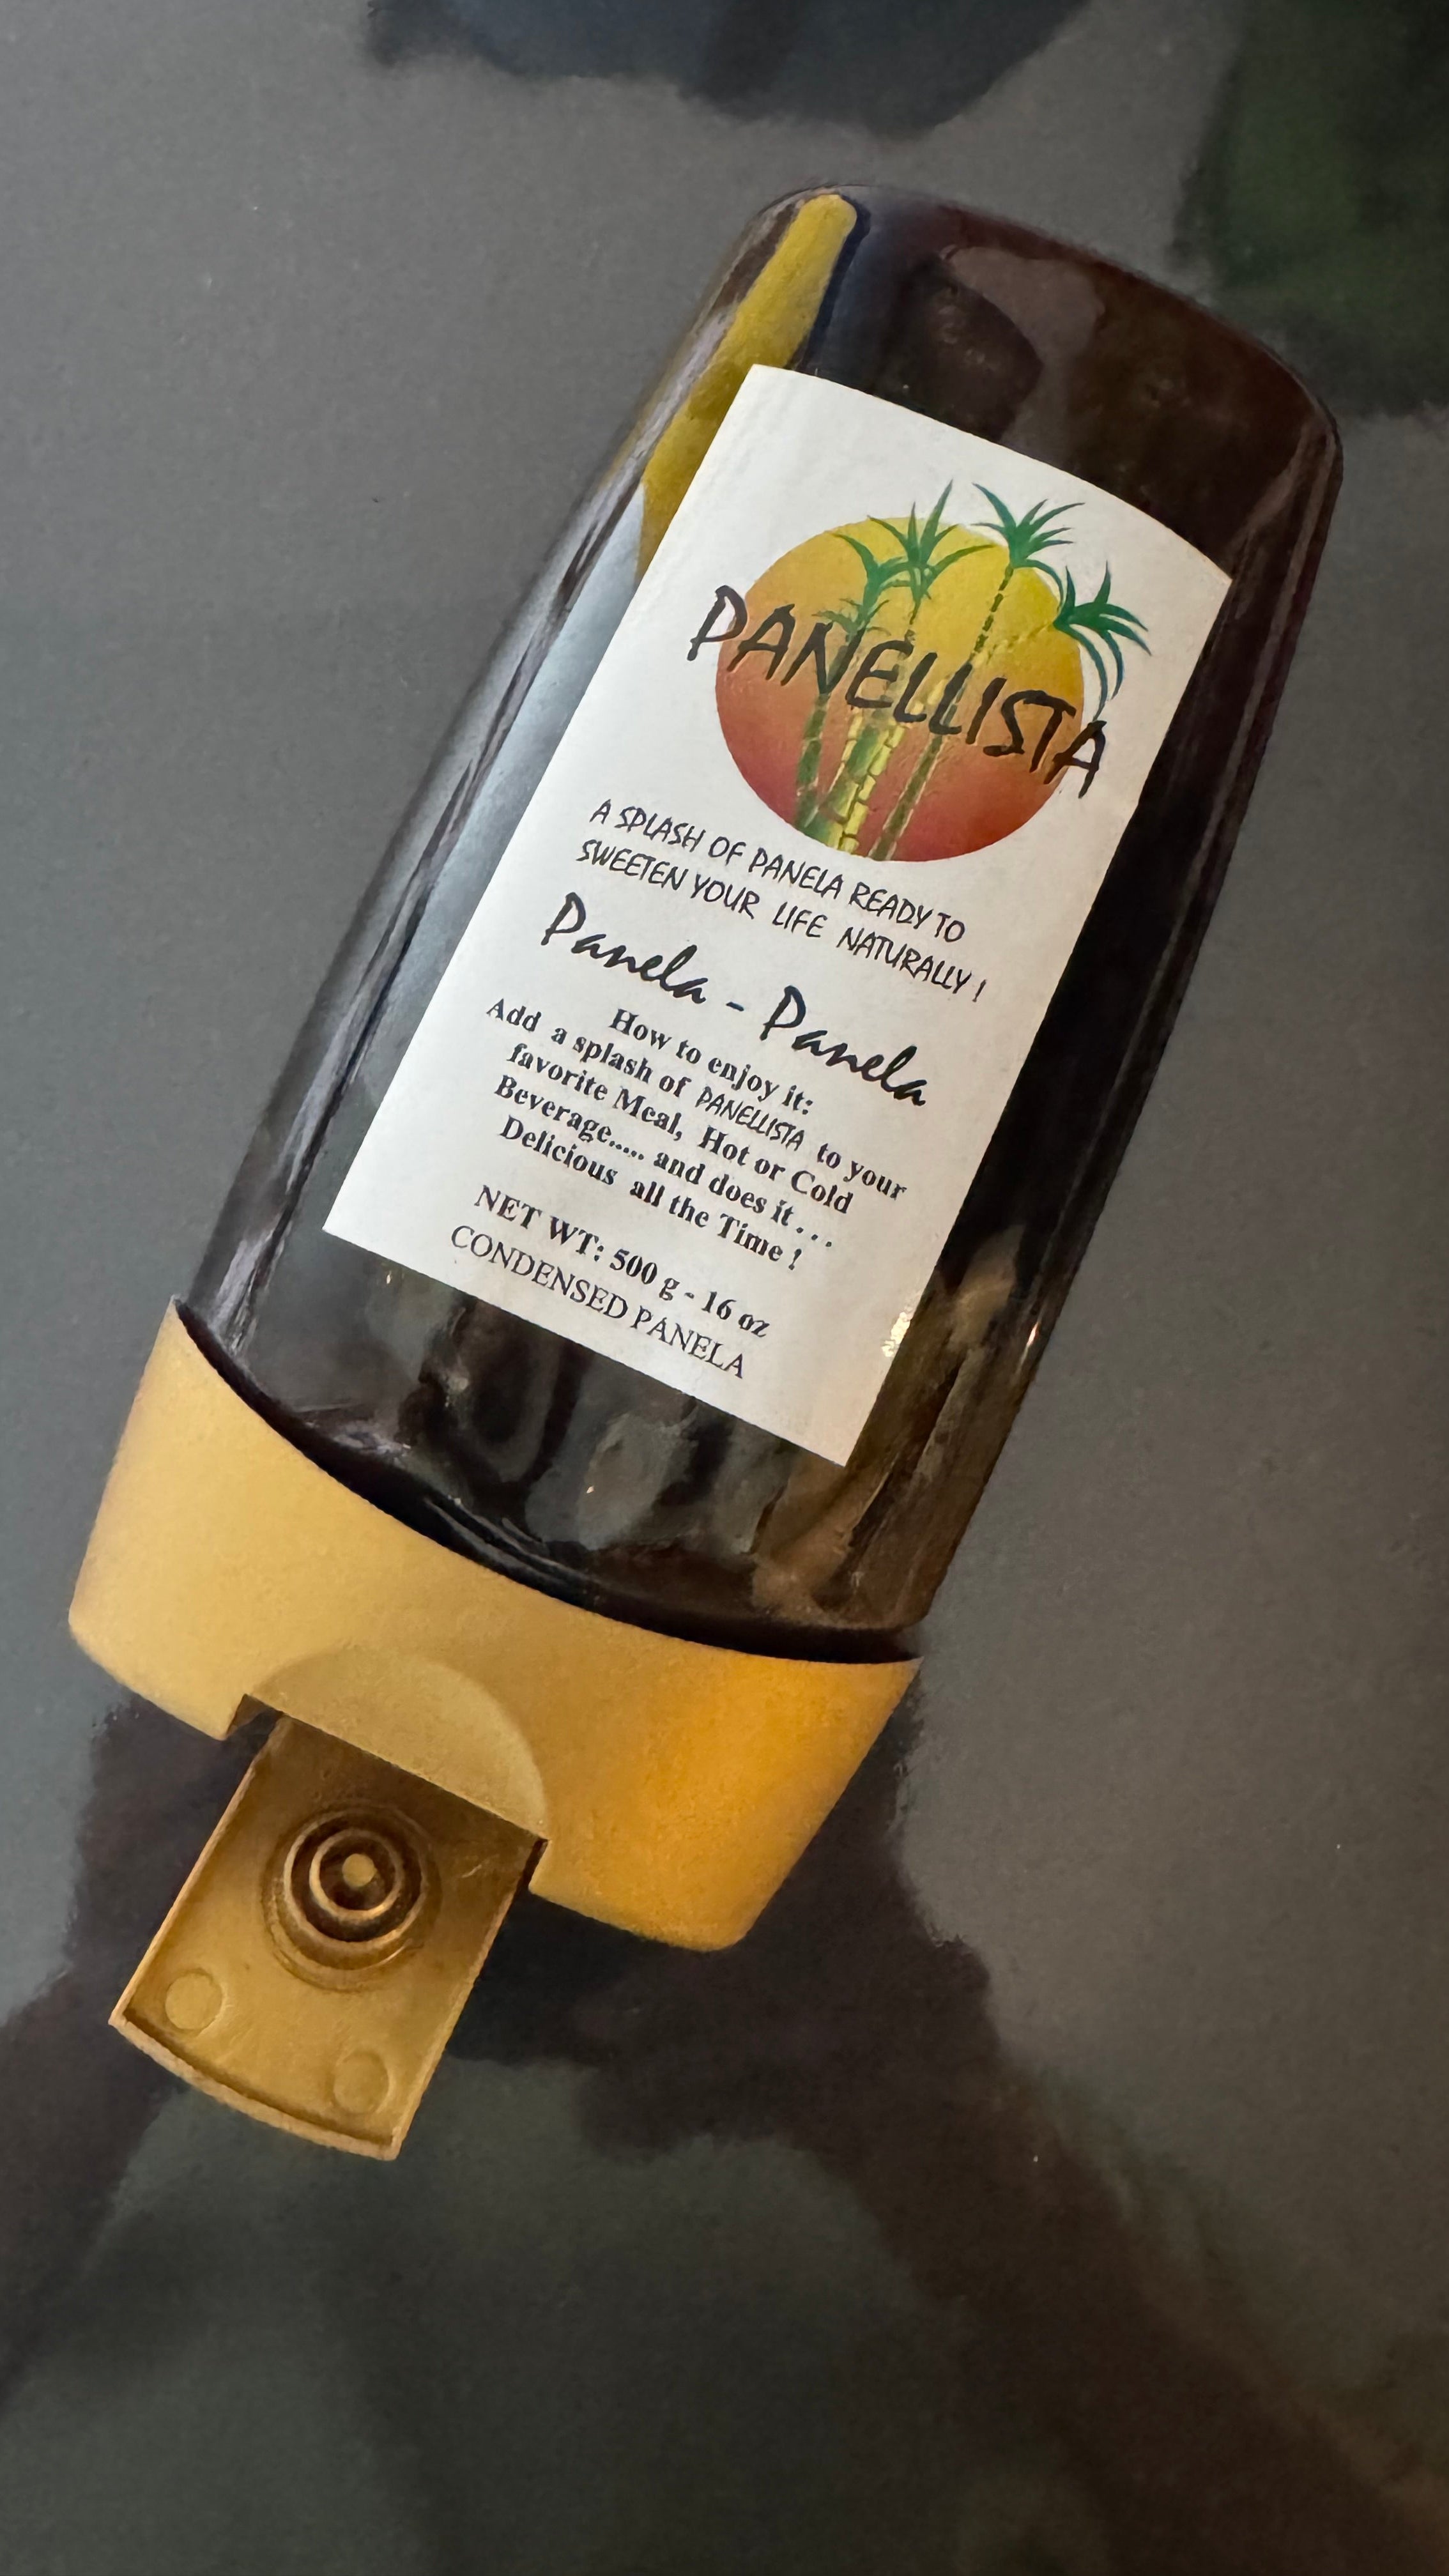 PANELLISTA
A SPLASH OF PANELA READY TO
SWEETEN YOUR LIFE NATURALLY !
Panela - Panela
How to enjoy it:
Add a splash of PANELLISTA to your
favorite Meal, Hot or Cold
Beverage..... and does it . . .
Delicious all the Time !
NET WT: 500 g - 16 oz
CONDENSED PANELA